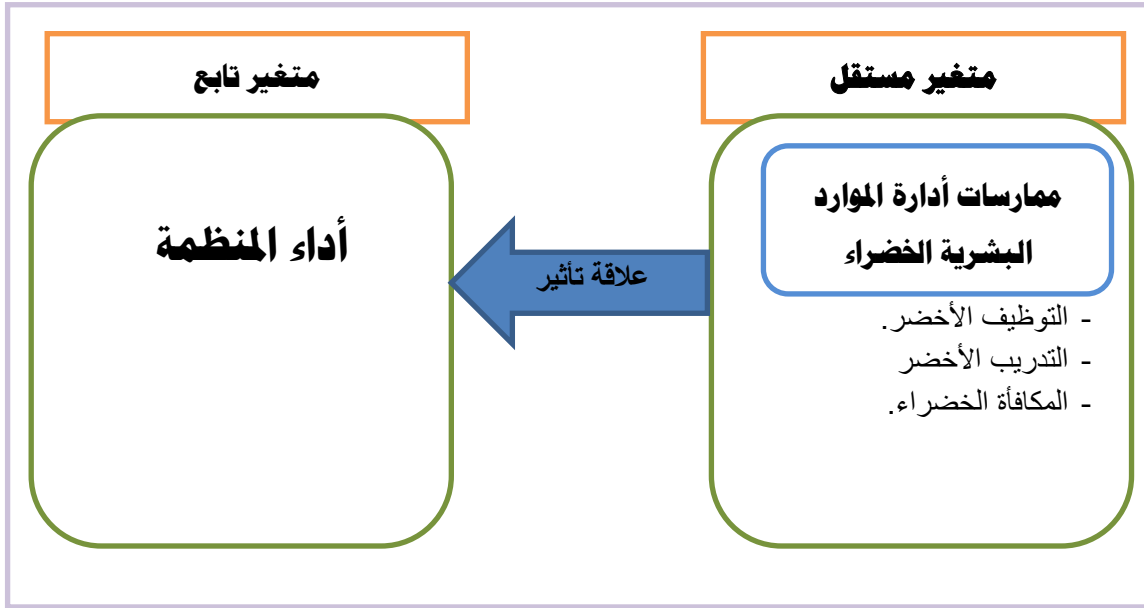 متغير مستقل
متغير تابع
ممارسات أدارة الموارد
البشرية الخضراء
- التوظيف الأخضر.
- التدريب الأخضر
- المكافأة الخضراء.
علاقة تأثير
أداء المنظمة